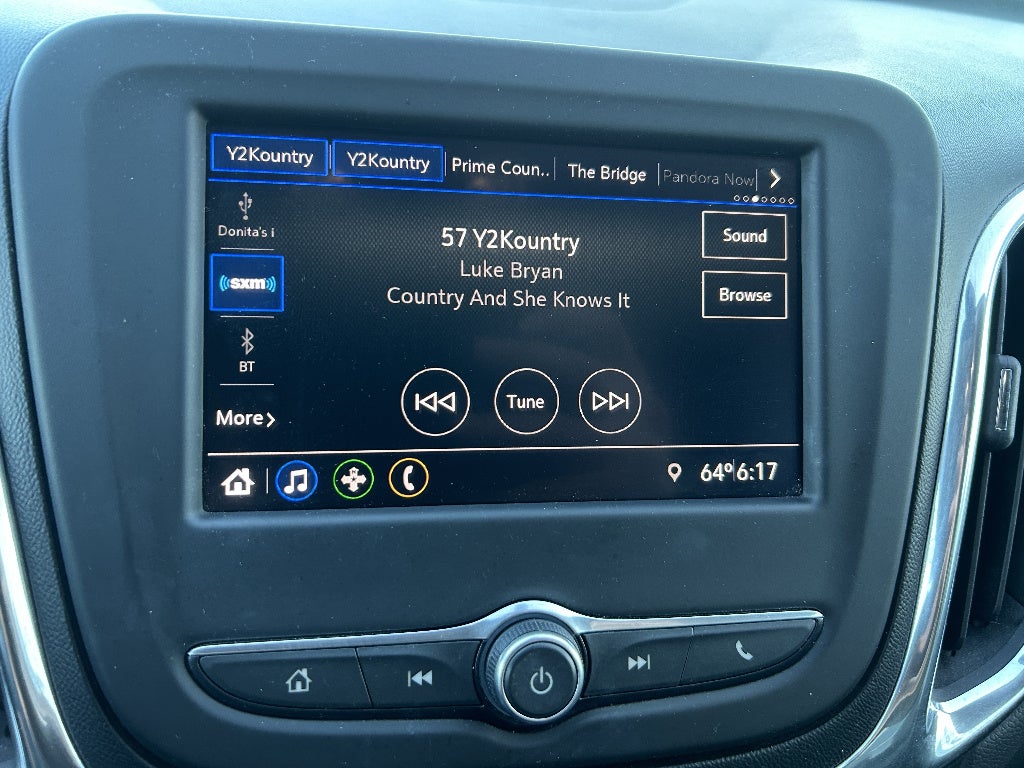 Y2Kountry Y2Kountry Prime Coun.. The Bridge Pandora Now
Donita's i
57 Y2Kountry
Sound
Luke Bryan
sxm
Country And She Knows It
Browse
BT
Tune
More
64° 6:17